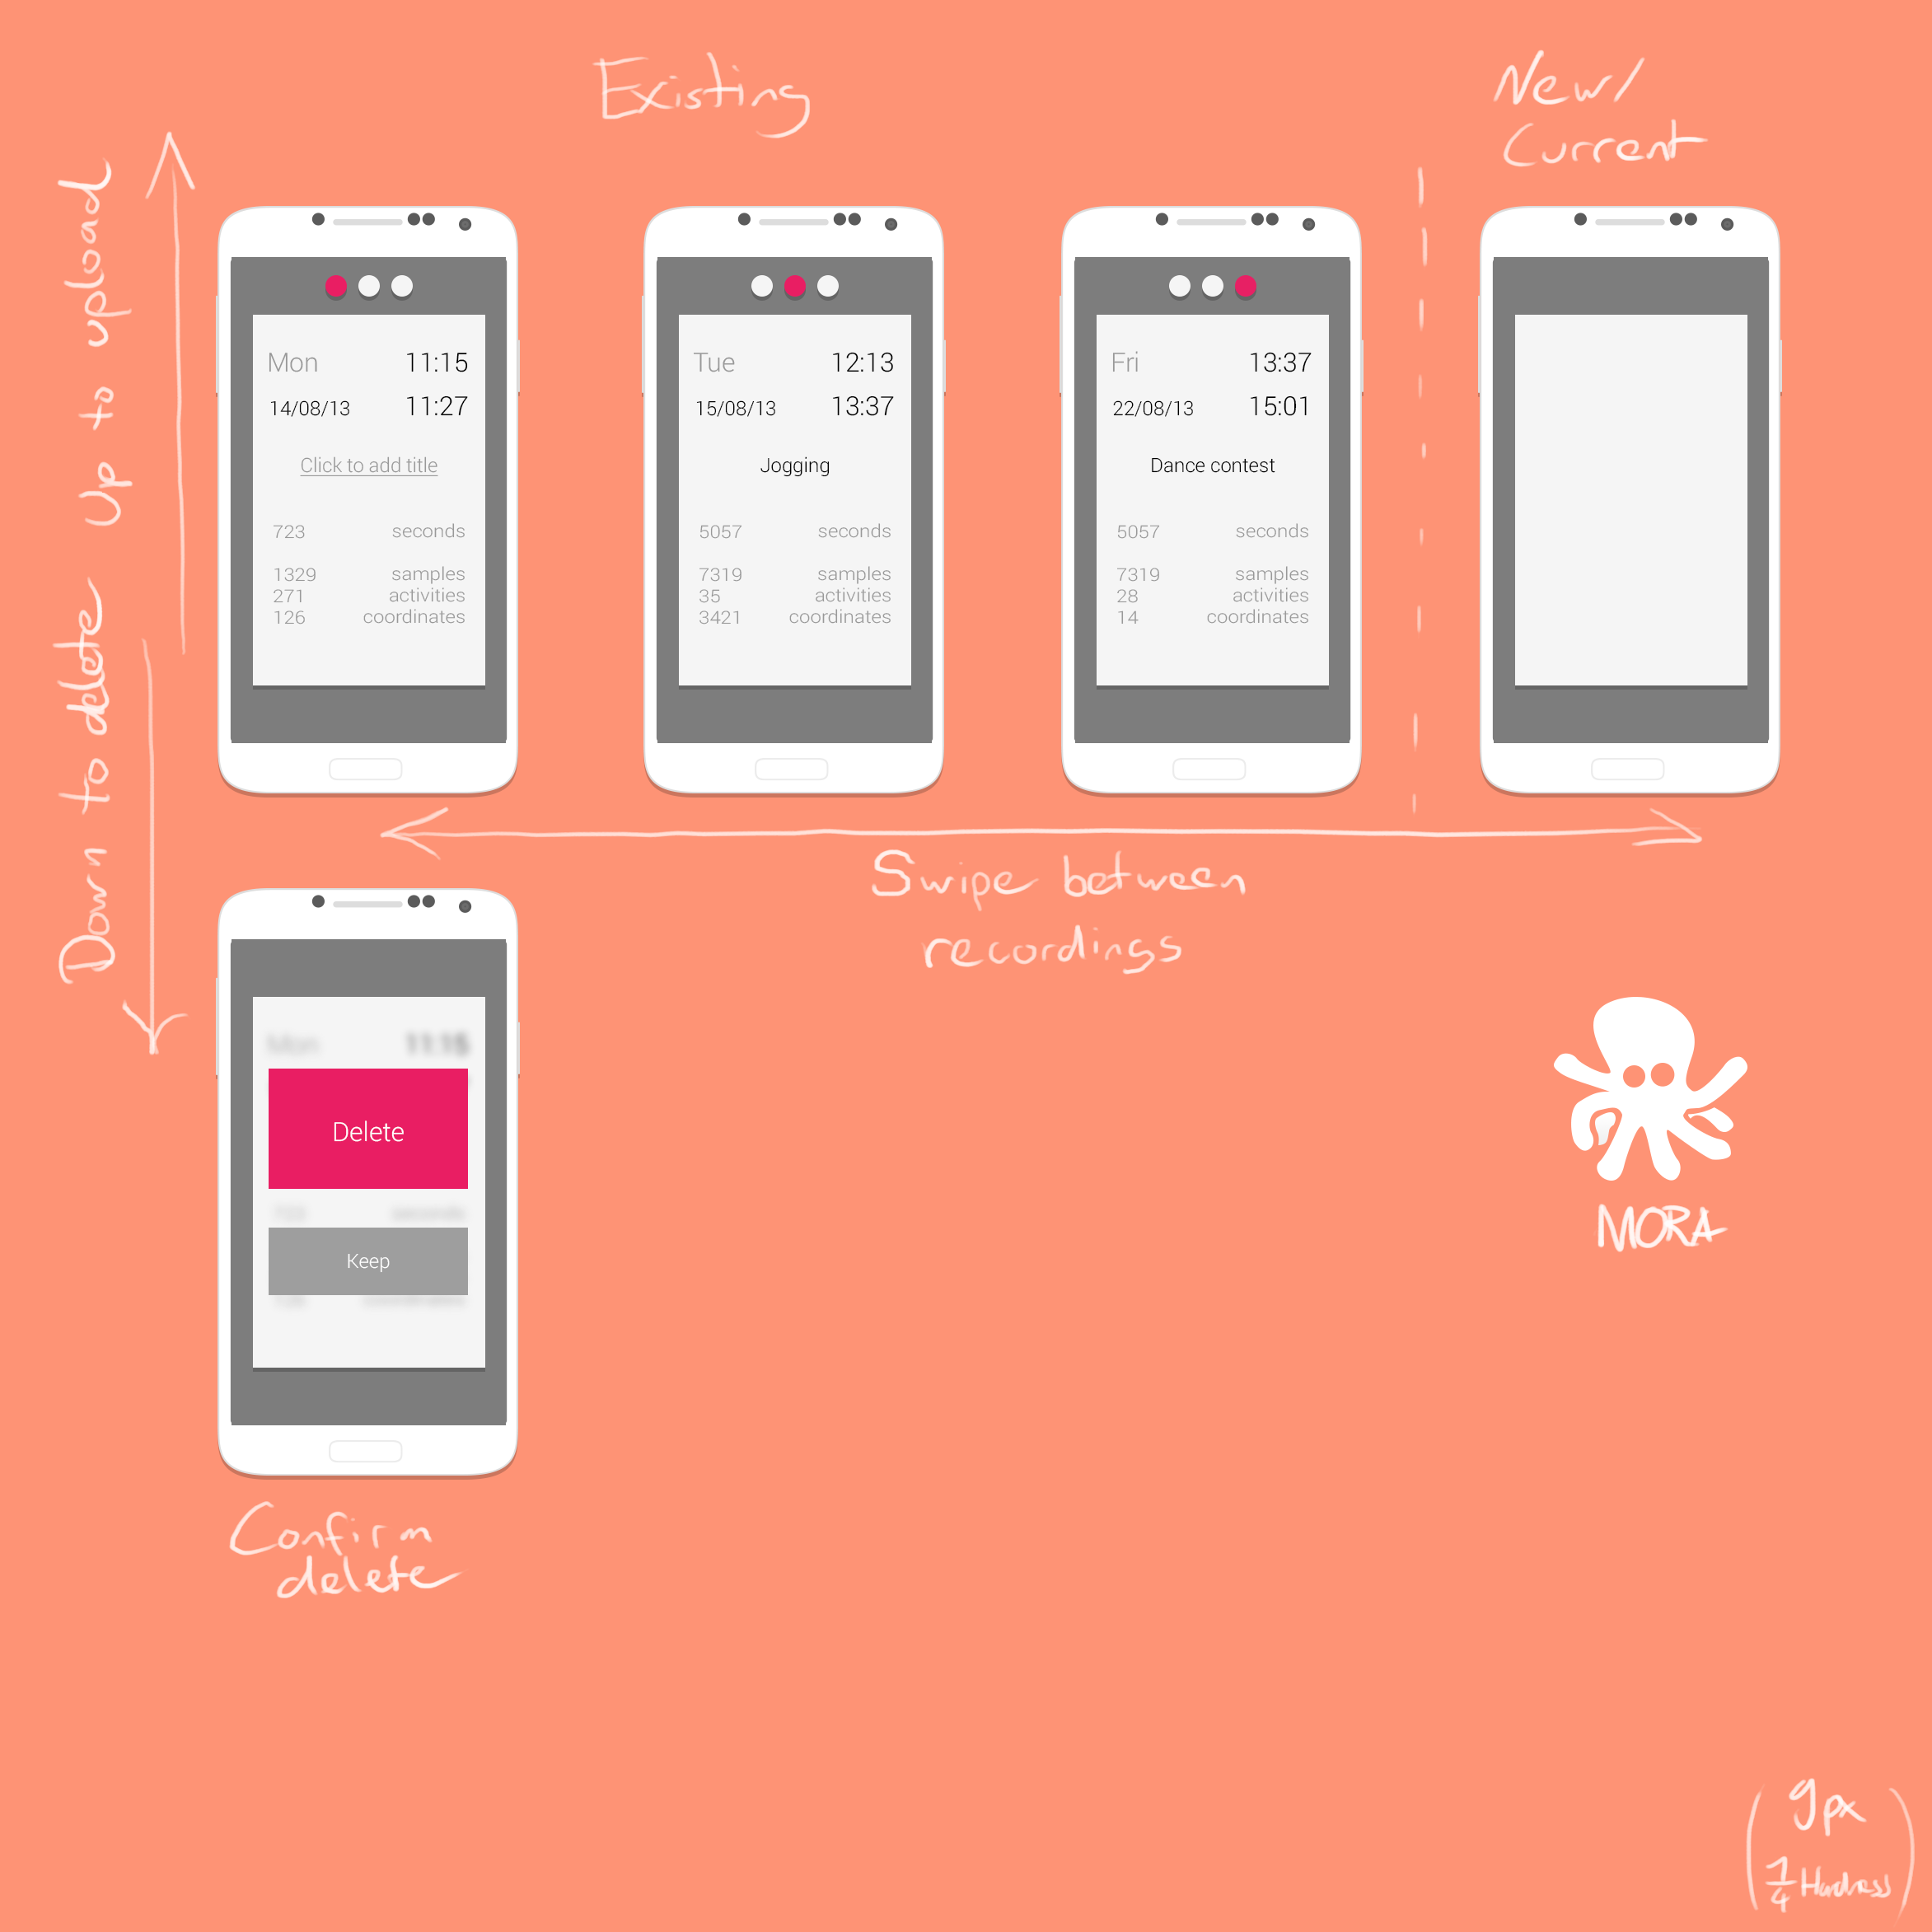 Existing
New/
Current
Up to upload
Down to delete
Mon 11:15
14/08/13 11:27
Click to add title
723 seconds
1329 samples
271 activities
126 coordinates
Tue 12:13
15/08/13 13:37
Jogging
5057 seconds
7319 samples
35 activities
3421 coordinates
Fri 13:37
22/08/13 15:01
Dance contest
5057 seconds
7319 samples
28 activities
14 coordinates
Swipe between
recordings
Mon 11:15
Delete
723 seconds
Keep
126 coordinates
Confirm
delete
MORA
9px
1/4 Hardness